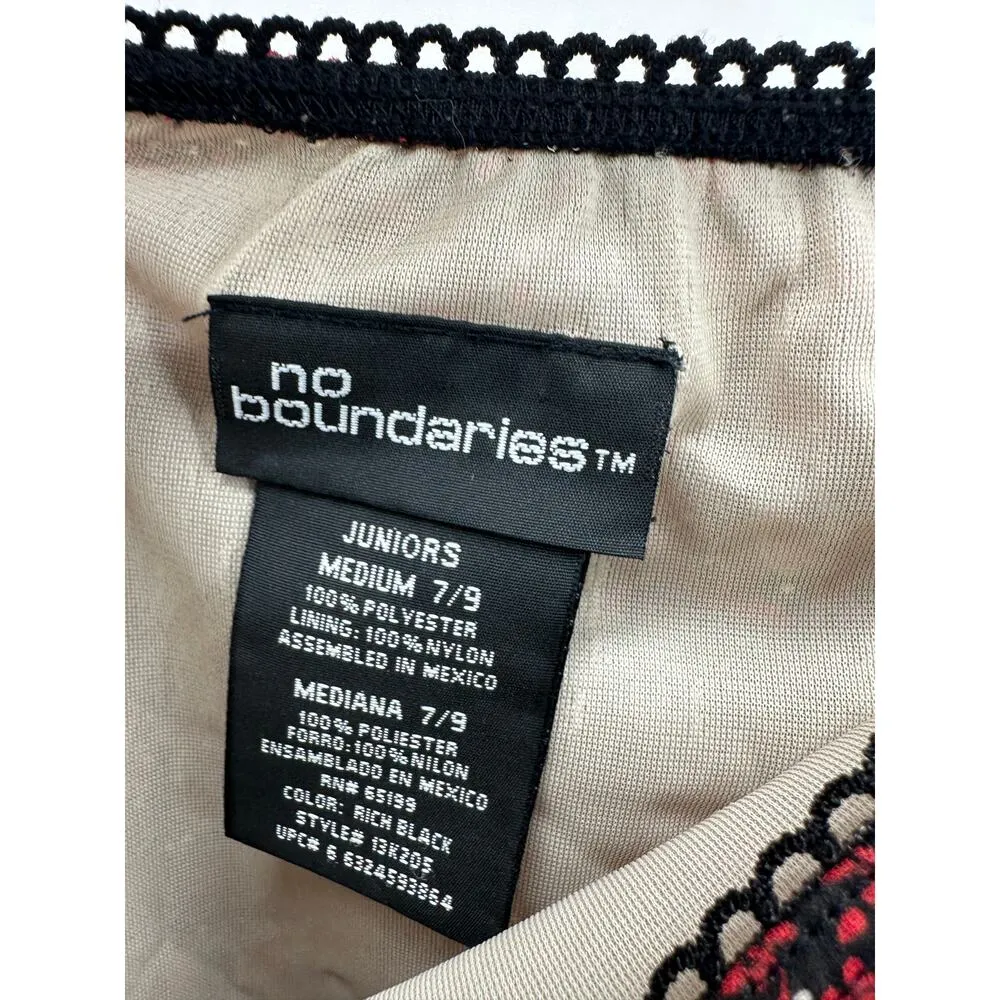 no
boundaries™
JUNIORS
MEDIUM 7/9
100% POLYESTER
LINING: 100% NYLON
ASSEMBLED IN MEXICO
MEDIANA 7/9
100% POLIESTER
FORRO: 100% NILON
ENSAMBLADO EN MEXICO
RN# 65199
COLOR: RICH BLACK
STYLE# 13K205
UPC# 6 6324593864